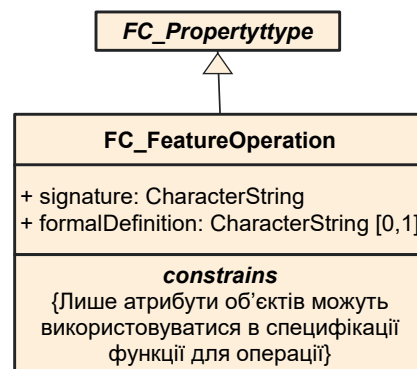 FC_Propertyttype
FC_FeatureOperation
+ signature: CharacterString
+ formalDefinition: CharacterString [0,1]
constrains
{Лише атрибути об’єктів можуть
використовуватися в специфікації
функції для операції}